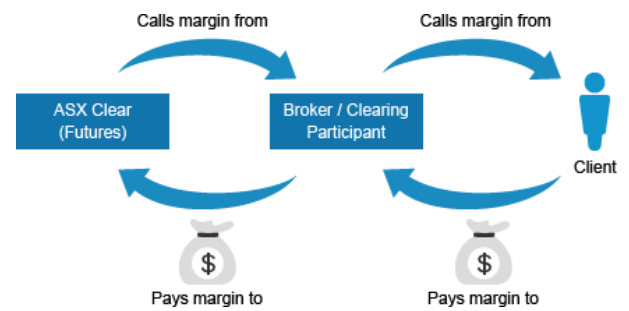 Calls margin from
Calls margin from
ASX Clear
(Futures)
Broker / Clearing
Participant
Client
$
$
Pays margin to
Pays margin to